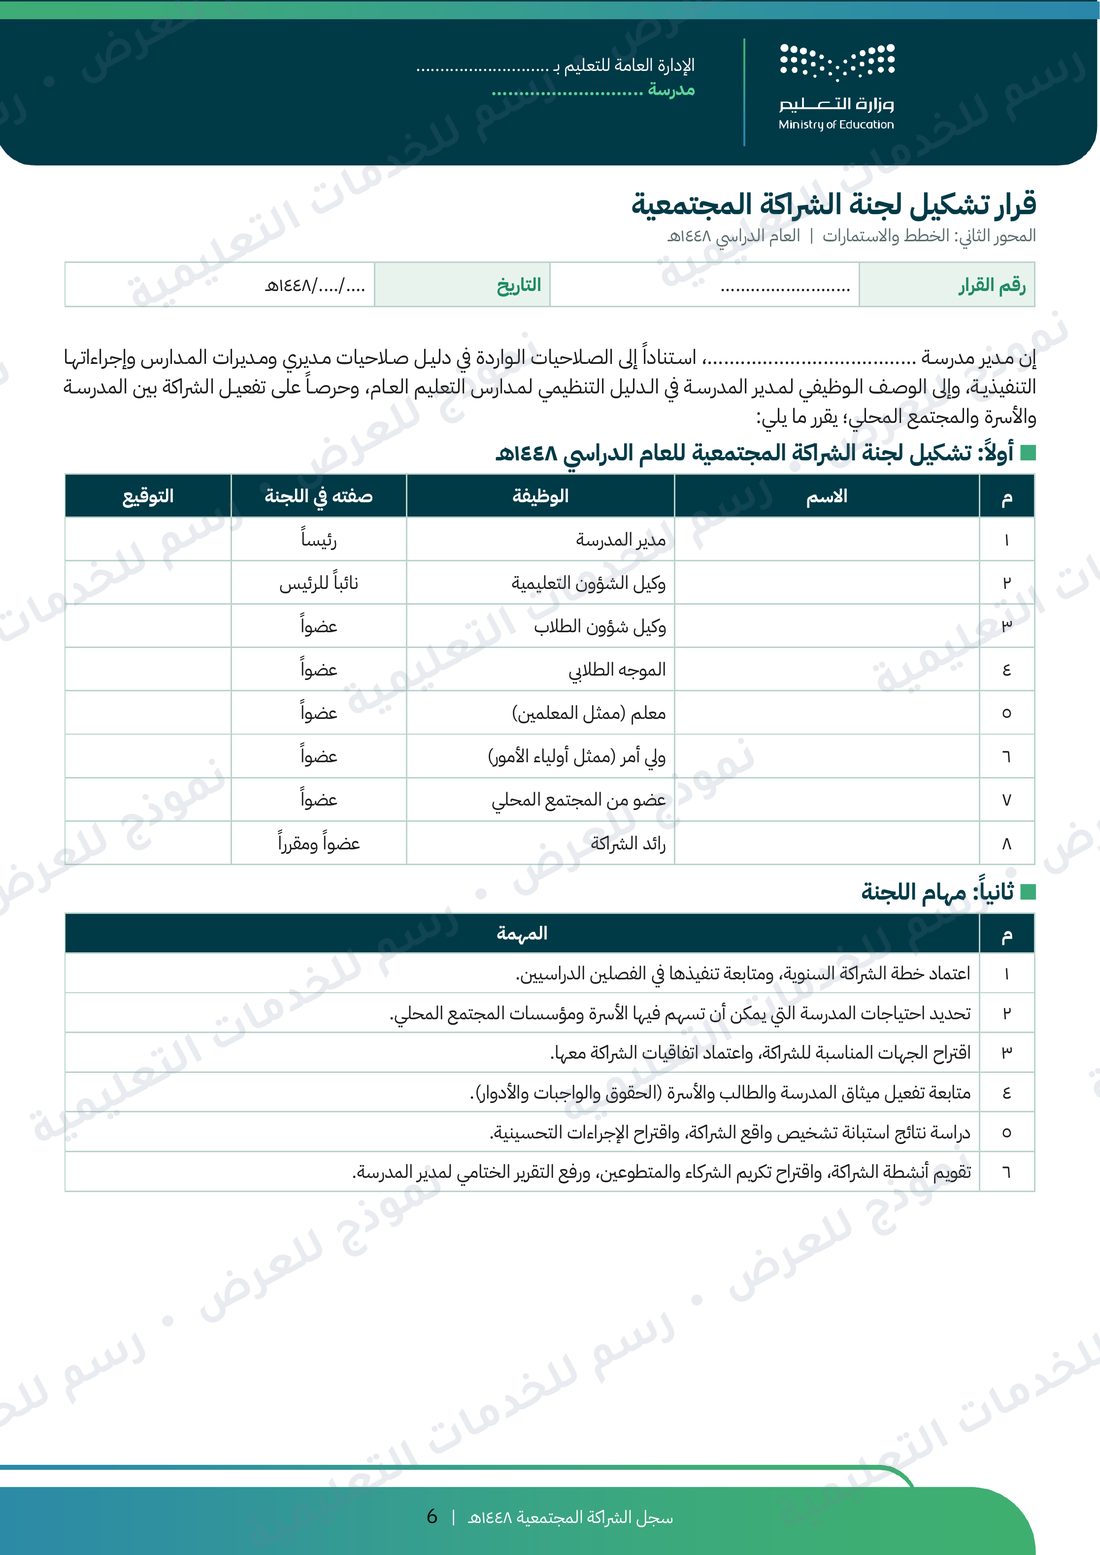 وزارة التعليم
Ministry of Education
الإدارة العامة للتعليم بـ ............................
مدرسة ............................
قرار تشكيل لجنة الشراكة المجتمعية
المحور الثاني: الخطط والاستمارات | العام الدراسي ١٤٤٨هـ
رقم القرار ......................... التاريخ ..../..../١٤٤٨هـ
إن مدير مدرسة .....................................، استناداً إلى الصلاحيات الواردة في دليل صلاحيات مديري ومديرات المدارس وإجراءاتها
التنفيذية، وإلى الوصف الوظيفي لمدير المدرسة في الدليل التنظيمي لمدارس التعليم العام، وحرصاً على تفعيل الشراكة بين المدرسة
والأسرة والمجتمع المحلي؛ يقرر ما يلي:
أولاً: تشكيل لجنة الشراكة المجتمعية للعام الدراسي ١٤٤٨هـ
م الاسم الوظيفة صفته في اللجنة التوقيع
١ مدير المدرسة رئيساً
٢ وكيل الشؤون التعليمية نائباً للرئيس
٣ وكيل شؤون الطلاب عضواً
٤ الموجه الطلابي عضواً
٥ معلم (ممثل المعلمين) عضواً
٦ ولي أمر (ممثل أولياء الأمور) عضواً
٧ عضو من المجتمع المحلي عضواً
٨ رائد الشراكة عضواً ومقرراً
ثانياً: مهام اللجنة
م المهمة
١ اعتماد خطة الشراكة السنوية، ومتابعة تنفيذها في الفصلين الدراسيين.
٢ تحديد احتياجات المدرسة التي يمكن أن تسهم فيها الأسرة ومؤسسات المجتمع المحلي.
٣ اقتراح الجهات المناسبة للشراكة، واعتماد اتفاقيات الشراكة معها.
٤ متابعة تفعيل ميثاق المدرسة والطالب والأسرة (الحقوق والواجبات والأدوار).
٥ دراسة نتائج استبانة تشخيص واقع الشراكة، واقتراح الإجراءات التحسينية.
٦ تقويم أنشطة الشراكة، واقتراح تكريم الشركاء والمتطوعين، ورفع التقرير الختامي لمدير المدرسة.
سجل الشراكة المجتمعية ١٤٤٨هـ | 6
نموذج للعرض • رسم للخدمات التعليمية